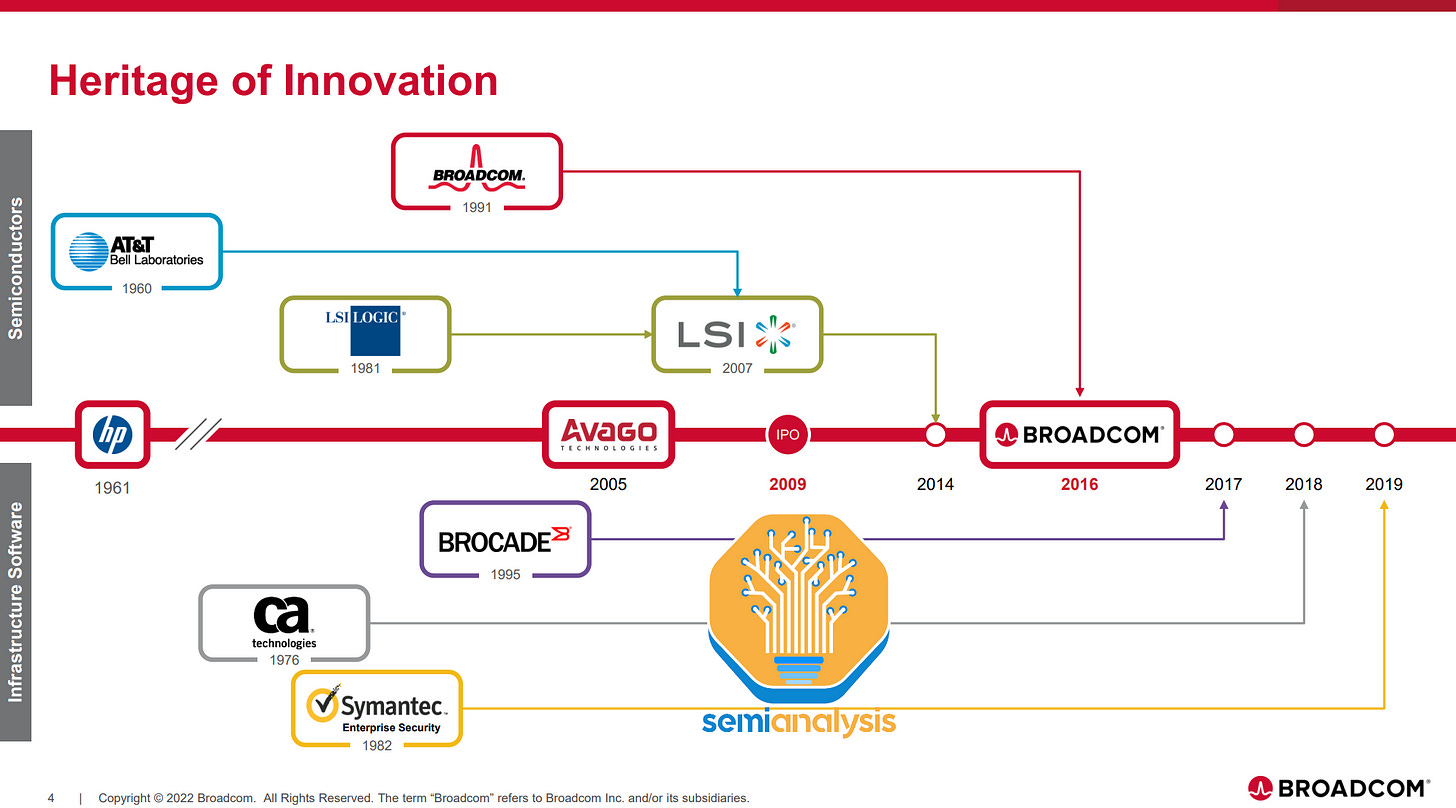 Heritage of Innovation
Semiconductors
BROADCOM.
1991
AT&T
Bell Laboratories
1960
LSI LOGIC®
1981
LSI®
2007
hp
1961
AVAGO
TECHNOLOGIES
2005
IPO
2009
2014
BROADCOM®
2016
2017
2018
2019
Infrastructure Software
BROCADE B®
1995
ca®
technologies
1976
Symantec™
Enterprise Security
1982
semianalysis
4 | Copyright © 2022 Broadcom. All Rights Reserved. The term “Broadcom” refers to Broadcom Inc. and/or its subsidiaries.
BROADCOM®